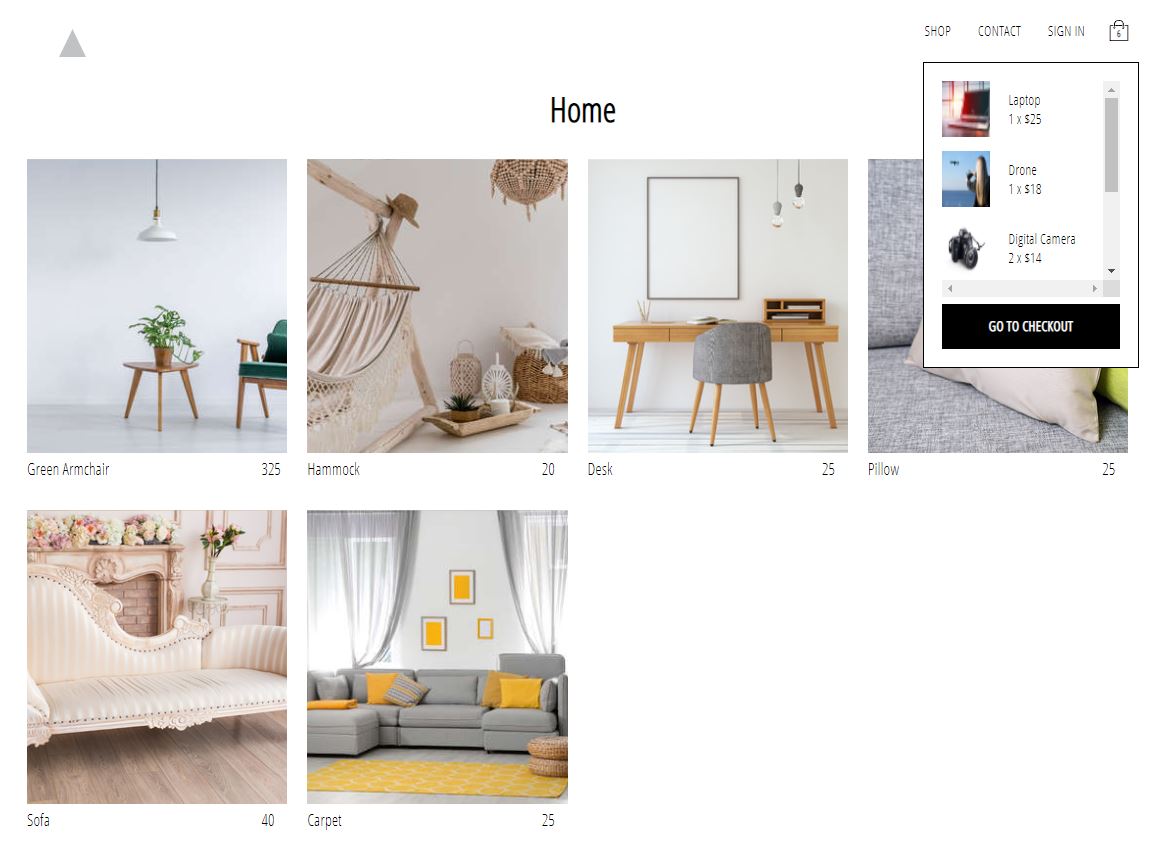 SHOP CONTACT SIGN IN 6
Home
Laptop
1 x $25
Drone
1 x $18
Digital Camera
2 x $14
GO TO CHECKOUT
Green Armchair 325
Hammock 20
Desk 25
Pillow 25
Sofa 40
Carpet 25